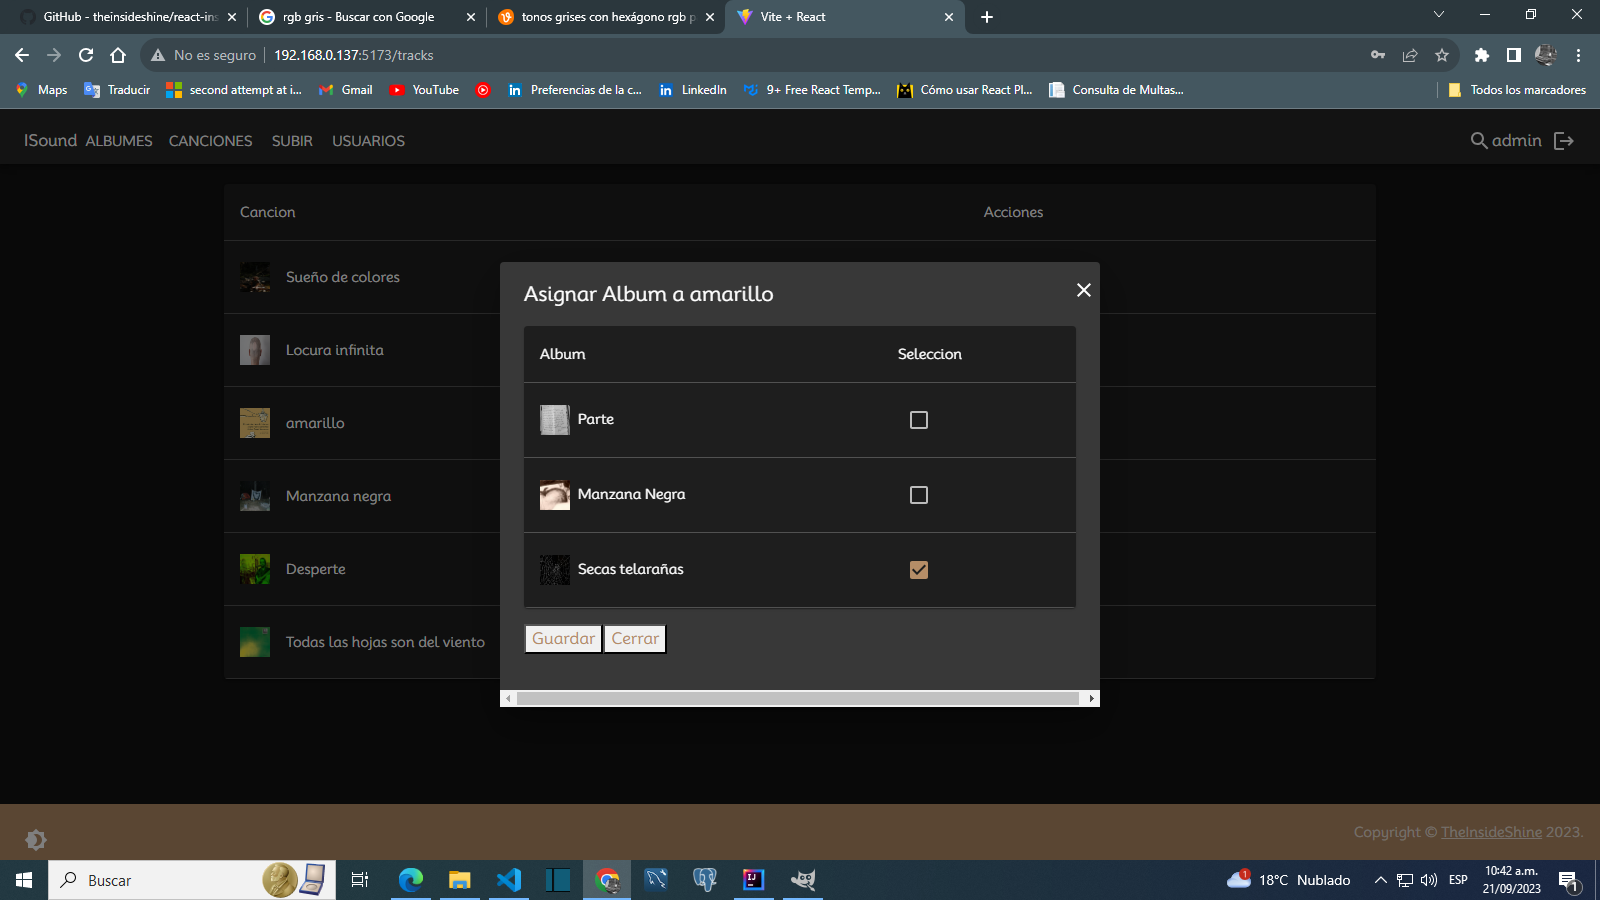 GitHub - theinsideshine/react-ins
rgb gris - Buscar con Google
tonos grises con hexágono rgb p
Vite + React
No es seguro
192.168.0.137:5173/tracks
Maps
Traducir
second attempt at i...
Gmail
YouTube
Preferencias de la c...
LinkedIn
9+ Free React Temp...
Cómo usar React Pl...
Consulta de Multas...
Todos los marcadores
ISound
ALBUMES
CANCIONES
SUBIR
USUARIOS
admin
Cancion
Acciones
Sueño de colores
Locura infinita
amarillo
Manzana negra
Desperte
Todas las hojas son del viento
Asignar Album a amarillo
Album
Seleccion
Parte
Manzana Negra
Secas telarañas
Guardar
Cerrar
Copyright © TheInsideShine 2023.
Buscar
1
18°C Nublado
ESP
10:42 a.m.
21/09/2023
1